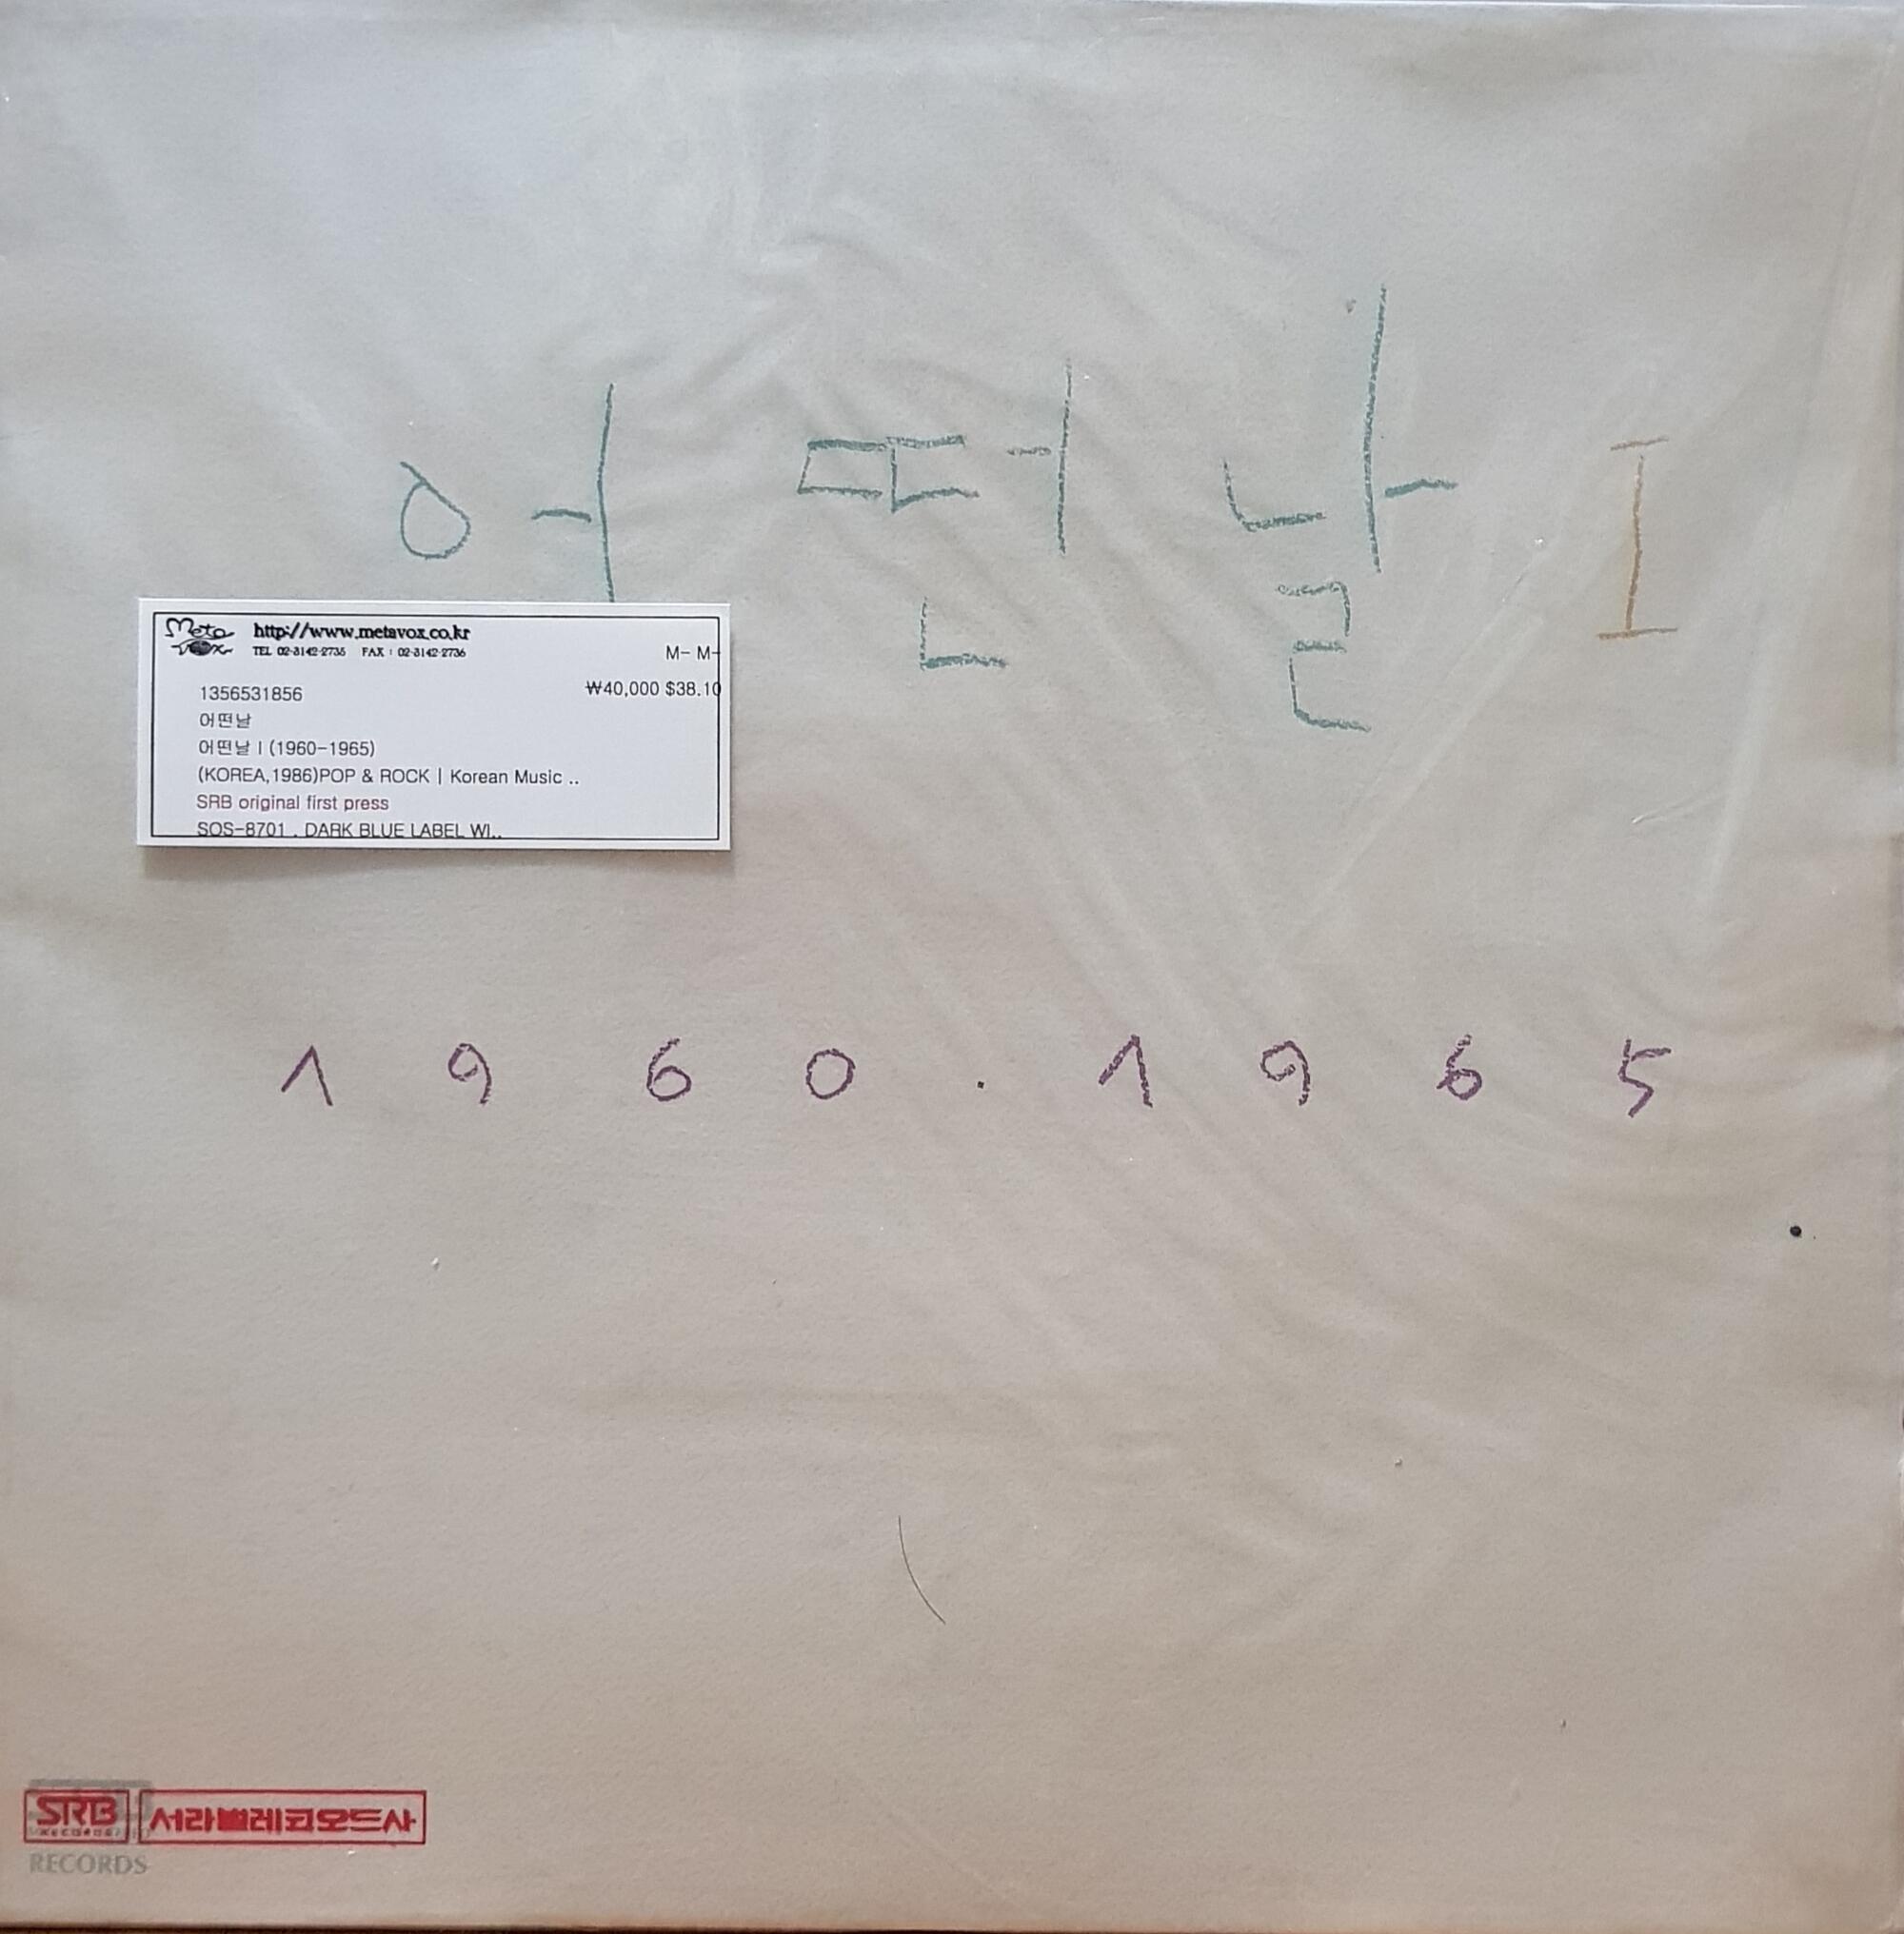 어떤날 I
Meta Vox
http://www.metavox.co.kr
TEL 02-3142-2735 FAX : 02-3142-2736
M- M-
1356531856
₩40,000 $38.10
어떤날
어떤날 I (1960-1965)
(KOREA,1986)POP & ROCK | Korean Music ..
SRB original first press
SOS-8701 . DARK BLUE LABEL WI..
1960.1965
SRB 서라벌레코오드사
RECORDS
RECORDS